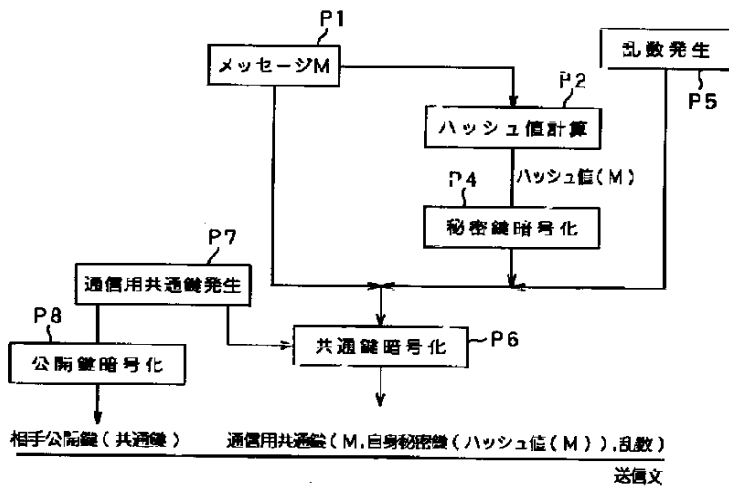 P1
メッセージM
乱数発生
P5
P2
ハッシュ値計算
ハッシュ値(M)
P4
秘密鍵暗号化
P7
通信用共通鍵発生
P8
公開鍵暗号化
共通鍵暗号化
P6
相手公開鍵(共通鍵)
通信用共通鍵(M,自身秘密鍵(ハッシュ値(M)),乱数)
送信文